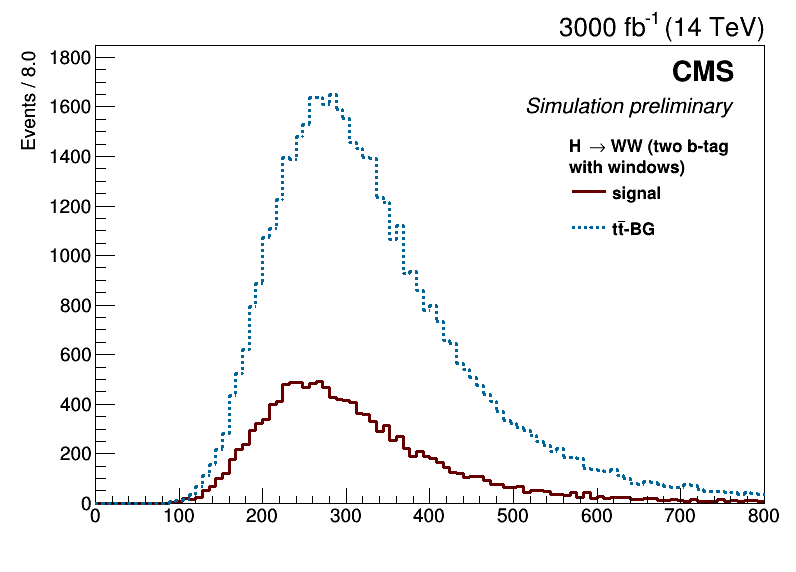 3000 fb⁻¹ (14 TeV)
Events / 8.0
1800
1600
1400
1200
1000
800
600
400
200
0
CMS
Simulation preliminary
H → WW (two b-tag
with windows)
signal
tt̄-BG
0 100 200 300 400 500 600 700 800